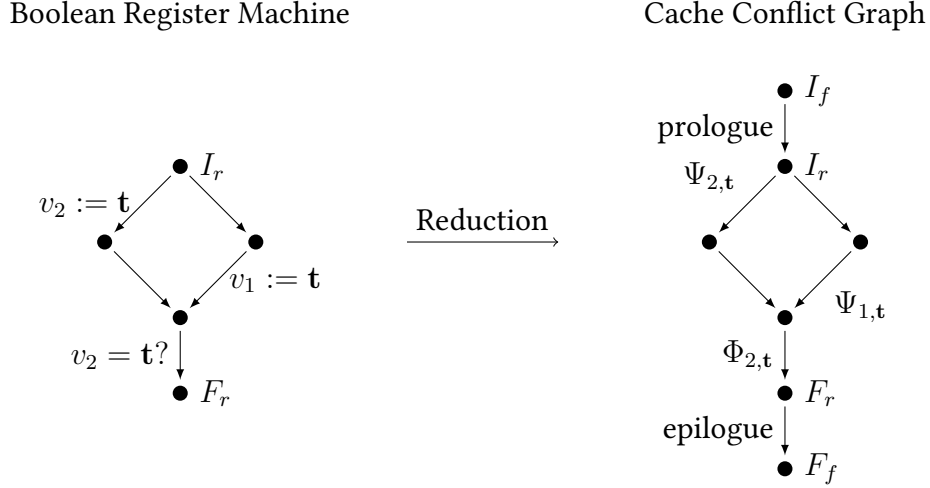 Boolean Register Machine
Cache Conflict Graph
I_f
prologue
I_r
I_r
Ψ_{2,t}
v_2 := t
Reduction
v_1 := t
Ψ_{1,t}
v_2 = t?
Φ_{2,t}
F_r
F_r
epilogue
F_f